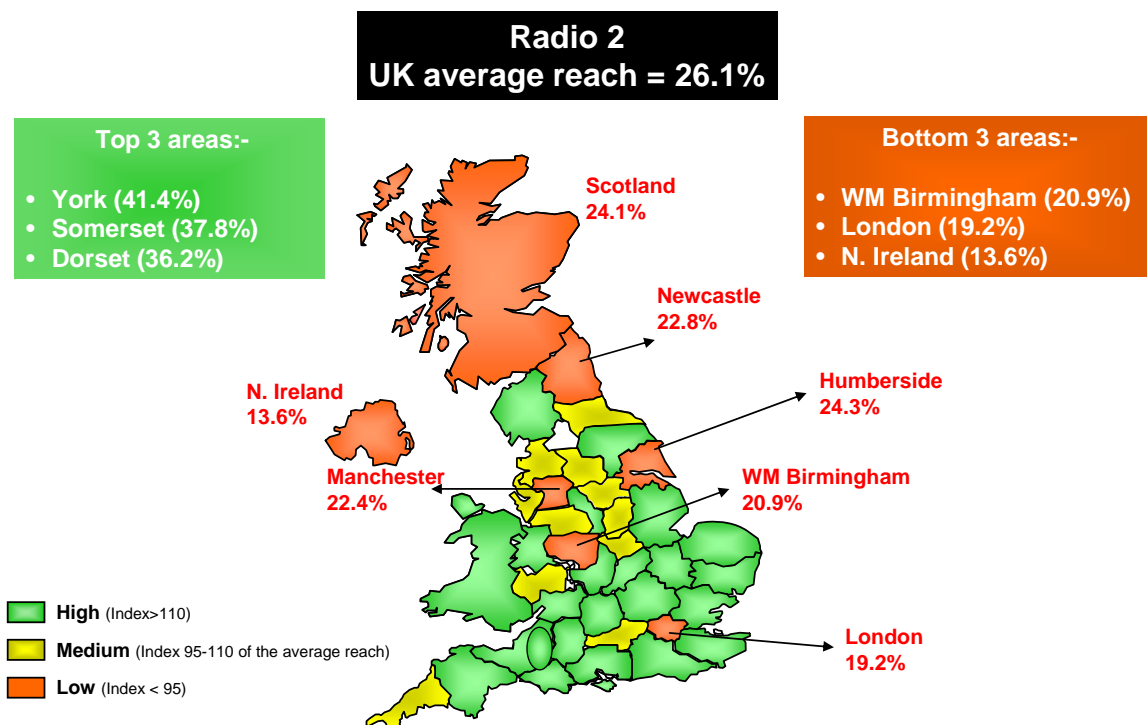 Radio 2
UK average reach = 26.1%
Top 3 areas:-
• York (41.4%)
• Somerset (37.8%)
• Dorset (36.2%)
Bottom 3 areas:-
• WM Birmingham (20.9%)
• London (19.2%)
• N. Ireland (13.6%)
Scotland
24.1%
Newcastle
22.8%
Humberside
24.3%
N. Ireland
13.6%
Manchester
22.4%
WM Birmingham
20.9%
London
19.2%
High (Index>110)
Medium (Index 95-110 of the average reach)
Low (Index < 95)